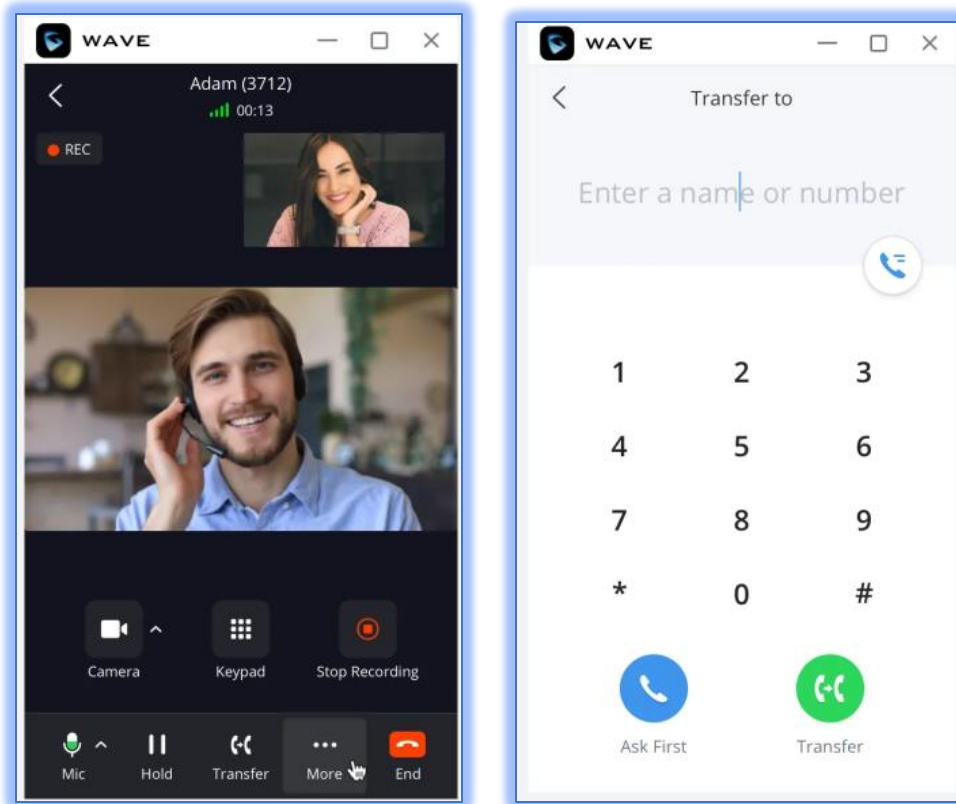 WAVE
Adam (3712)
00:13
REC
Camera
Keypad
Stop Recording
Mic
Hold
Transfer
More
End
WAVE
Transfer to
Enter a name or number
1 2 3
4 5 6
7 8 9
* 0 #
Ask First
Transfer